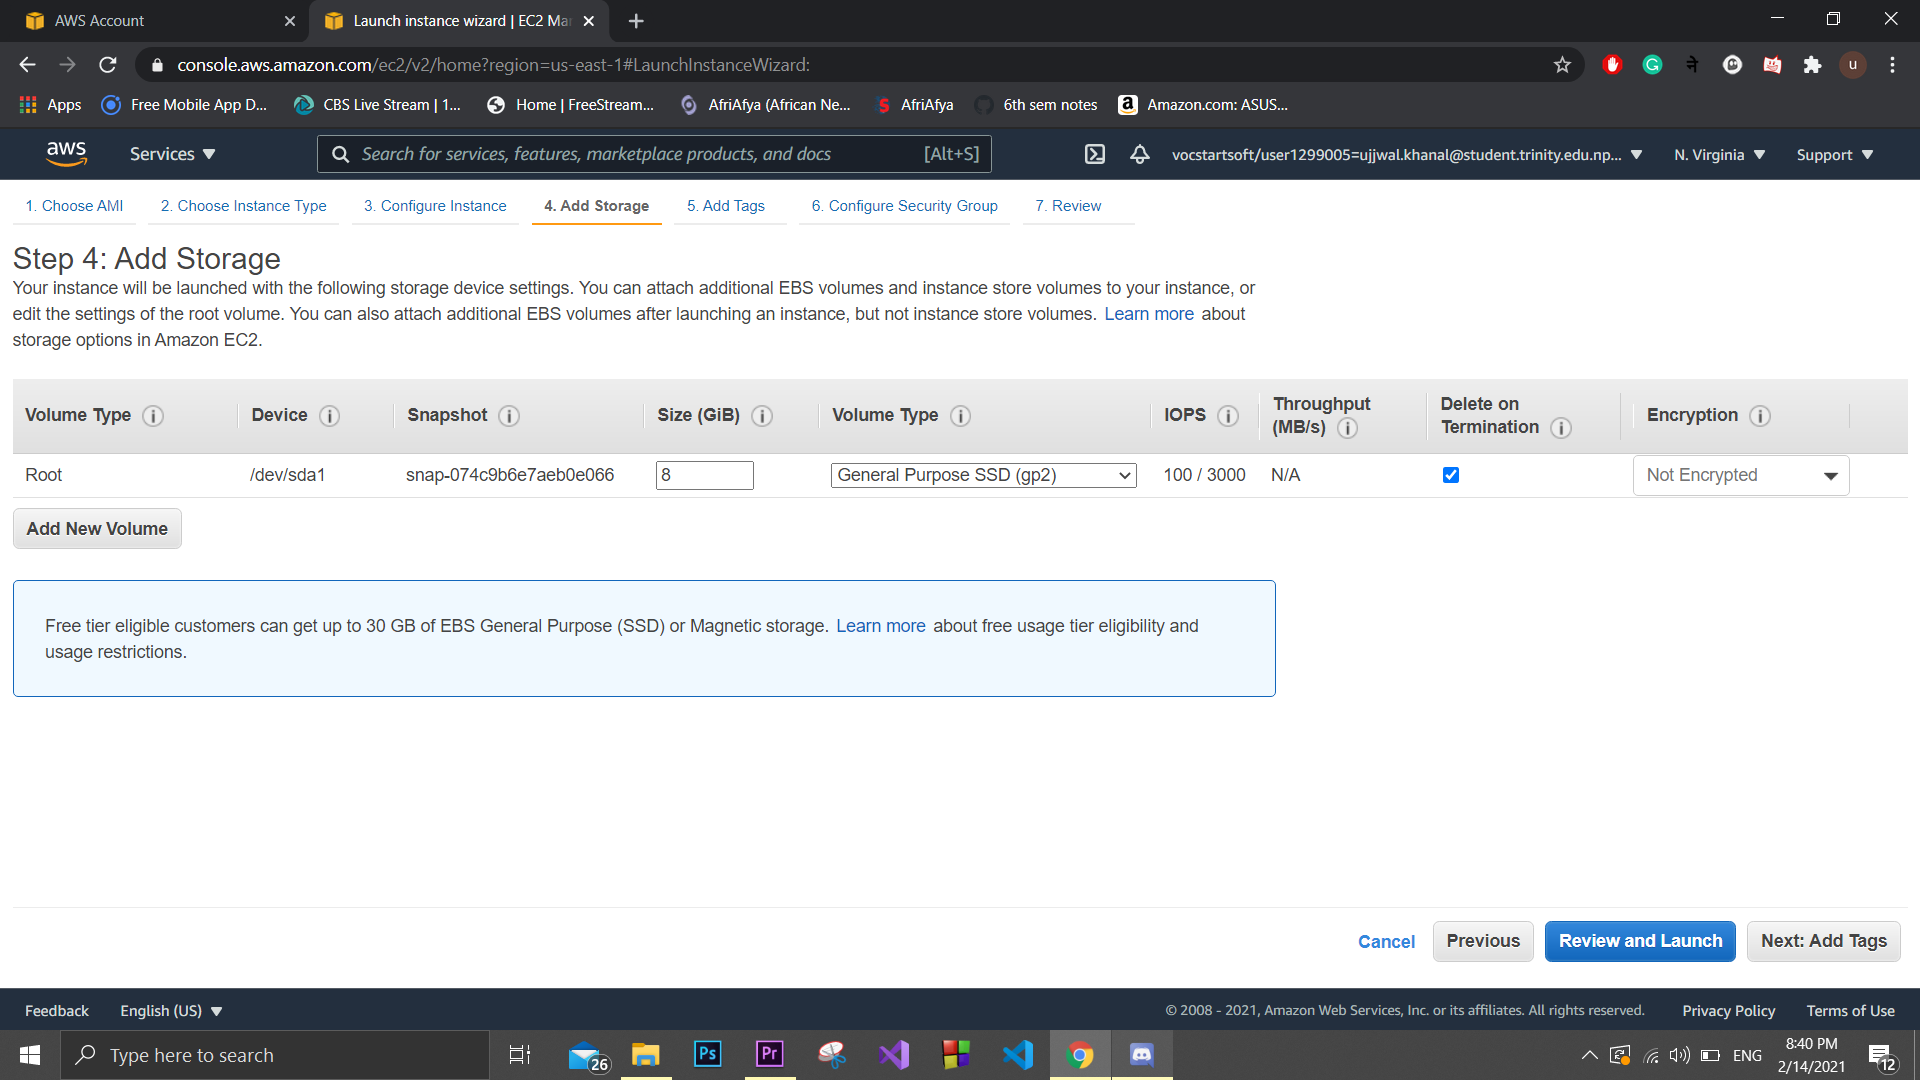 AWS Account
Launch instance wizard | EC2 Mar
console.aws.amazon.com/ec2/v2/home?region=us-east-1#LaunchInstanceWizard:
u
Apps
Free Mobile App D...
CBS Live Stream | 1...
Home | FreeStream...
AfriAfya (African Ne...
AfriAfya
6th sem notes
Amazon.com: ASUS...
aws
Services
Search for services, features, marketplace products, and docs
[Alt+S]
vocstartsoft/user1299005=ujjwal.khanal@student.trinity.edu.np...
N. Virginia
Support
1. Choose AMI
2. Choose Instance Type
3. Configure Instance
4. Add Storage
5. Add Tags
6. Configure Security Group
7. Review
Step 4: Add Storage
Your instance will be launched with the following storage device settings. You can attach additional EBS volumes and instance store volumes to your instance, or
edit the settings of the root volume. You can also attach additional EBS volumes after launching an instance, but not instance store volumes. Learn more about
storage options in Amazon EC2.
Volume Type
Device
Snapshot
Size (GiB)
Volume Type
IOPS
Throughput
(MB/s)
Delete on
Termination
Encryption
Root
/dev/sda1
snap-074c9b6e7aeb0e066
8
General Purpose SSD (gp2)
100 / 3000
N/A
Not Encrypted
Add New Volume
Free tier eligible customers can get up to 30 GB of EBS General Purpose (SSD) or Magnetic storage. Learn more about free usage tier eligibility and
usage restrictions.
Cancel
Previous
Review and Launch
Next: Add Tags
Feedback
English (US)
© 2008 - 2021, Amazon Web Services, Inc. or its affiliates. All rights reserved.
Privacy Policy
Terms of Use
Type here to search
26
Ps
Pr
ENG
8:40 PM
2/14/2021
12